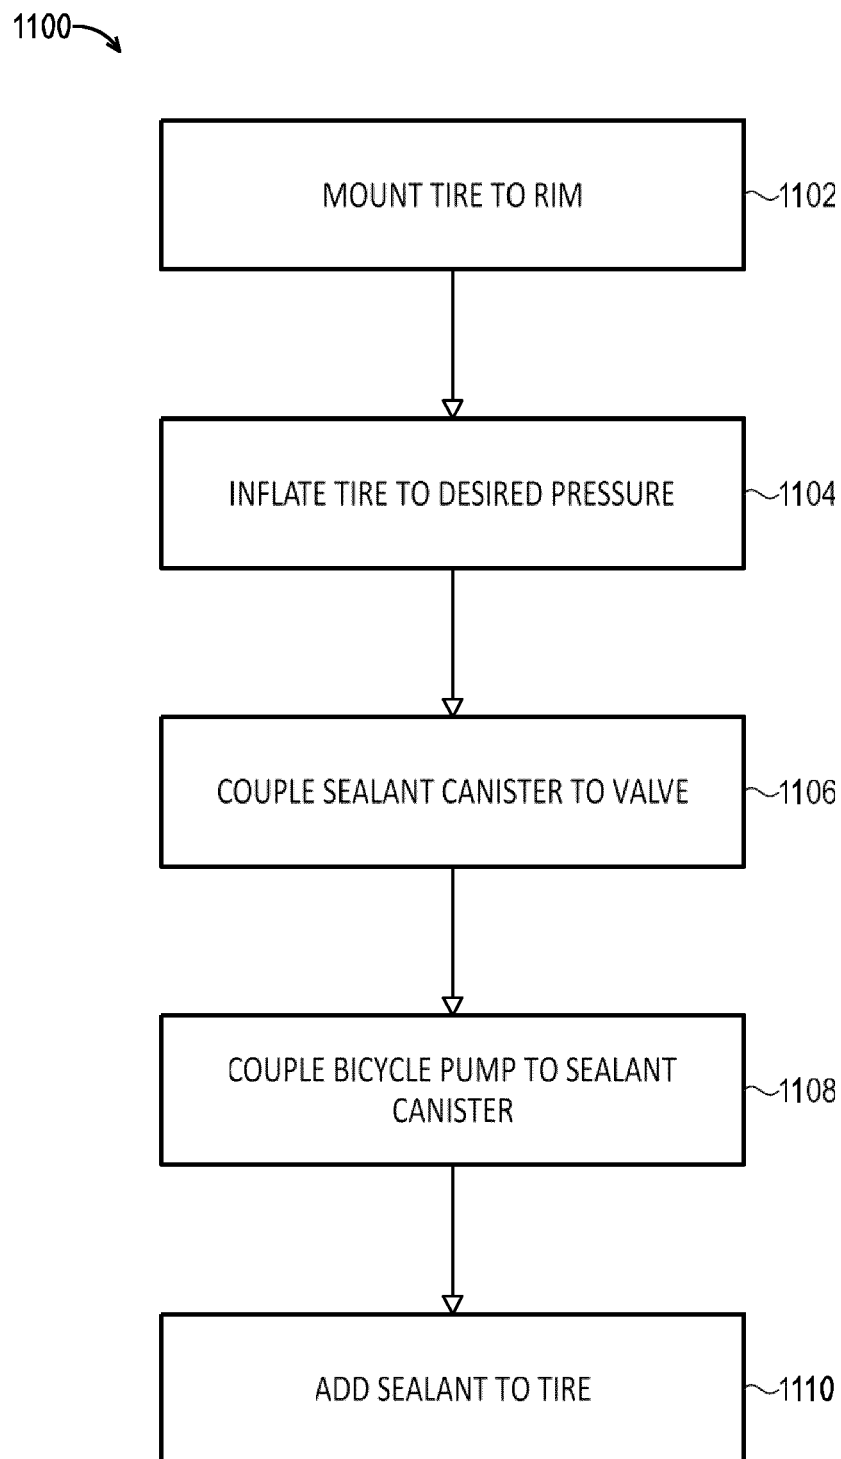 1100
MOUNT TIRE TO RIM
1102
INFLATE TIRE TO DESIRED PRESSURE
1104
COUPLE SEALANT CANISTER TO VALVE
1106
COUPLE BICYCLE PUMP TO SEALANT
CANISTER
1108
ADD SEALANT TO TIRE
1110